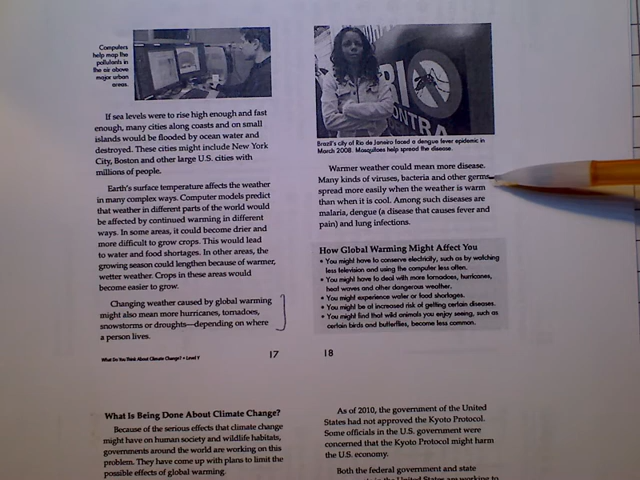 Computers
help map the
pollutants in
the air above
major urban
areas.
If sea levels were to rise high enough and fast
enough, many cities along coasts and on small
islands would be flooded by ocean water and
destroyed. These cities might include New York
City, Boston and other large U.S. cities with
millions of people.
Earth's surface temperature affects the weather
in many complex ways. Computer models predict
that weather in different parts of the world would
be affected by continued warming in different
ways. In some areas, it could become drier and
more difficult to grow crops. This would lead
to water and food shortages. In other areas, the
growing season could lengthen because of warmer,
wetter weather. Crops in these areas would
become easier to grow.
Changing weather caused by global warming
might also mean more hurricanes, tornadoes,
snowstorms or droughts—depending on where
a person lives.
What Do You Think About Climate Change? • Level Y
17
RIO
CONTRA
Brazil's city of Rio de Janeiro faced a dengue fever epidemic in
March 2008. Mosquitoes help spread the disease.
Warmer weather could mean more disease.
Many kinds of viruses, bacteria and other germs
spread more easily when the weather is warm
than when it is cool. Among such diseases are
malaria, dengue (a disease that causes fever and
pain) and lung infections.
How Global Warming Might Affect You
• You might have to conserve electricity, such as by watching
less television and using the computer less often.
• You might have to deal with more tornadoes, hurricanes,
heat waves and other dangerous weather.
• You might experience water or food shortages.
• You might be at increased risk of getting certain diseases.
• You might find that wild animals you enjoy seeing, such as
certain birds and butterflies, become less common.
18
What Is Being Done About Climate Change?
Because of the serious effects that climate change
might have on human society and wildlife habitats,
governments around the world are working on this
problem. They have come up with plans to limit the
possible effects of global warming.
As of 2010, the government of the United
States had not approved the Kyoto Protocol.
Some officials in the U.S. government were
concerned that the Kyoto Protocol might harm
the U.S. economy.
Both the federal government and state
in the United States are working to